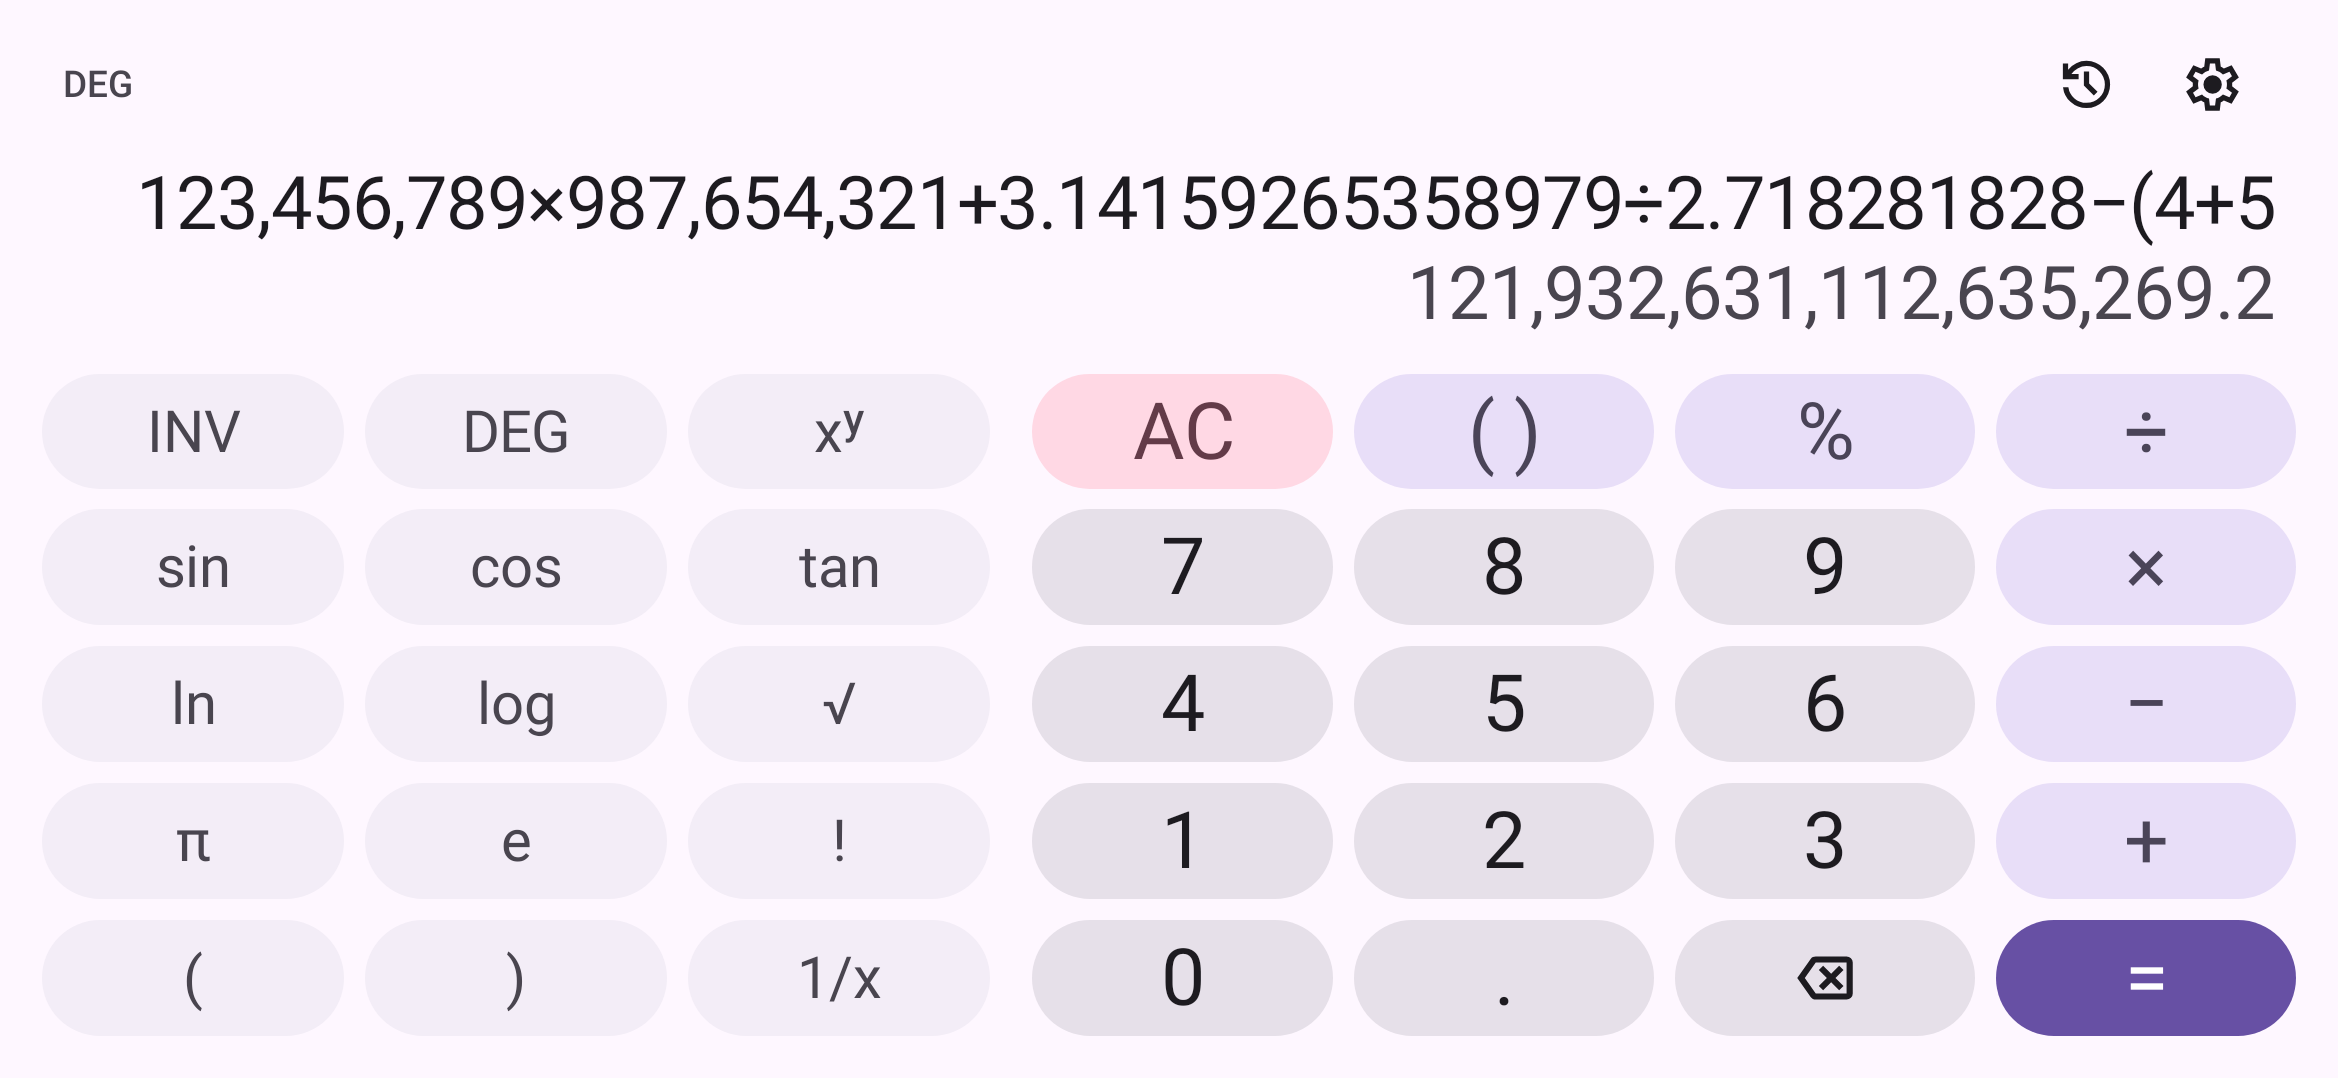 DEG
123,456,789×987,654,321+3.14159265358979÷2.718281828−(4+5
121,932,631,112,635,269.2
INV DEG xʸ AC ( ) % ÷
sin cos tan 7 8 9 ×
ln log √ 4 5 6 −
π e ! 1 2 3 +
( ) 1/x 0 . =